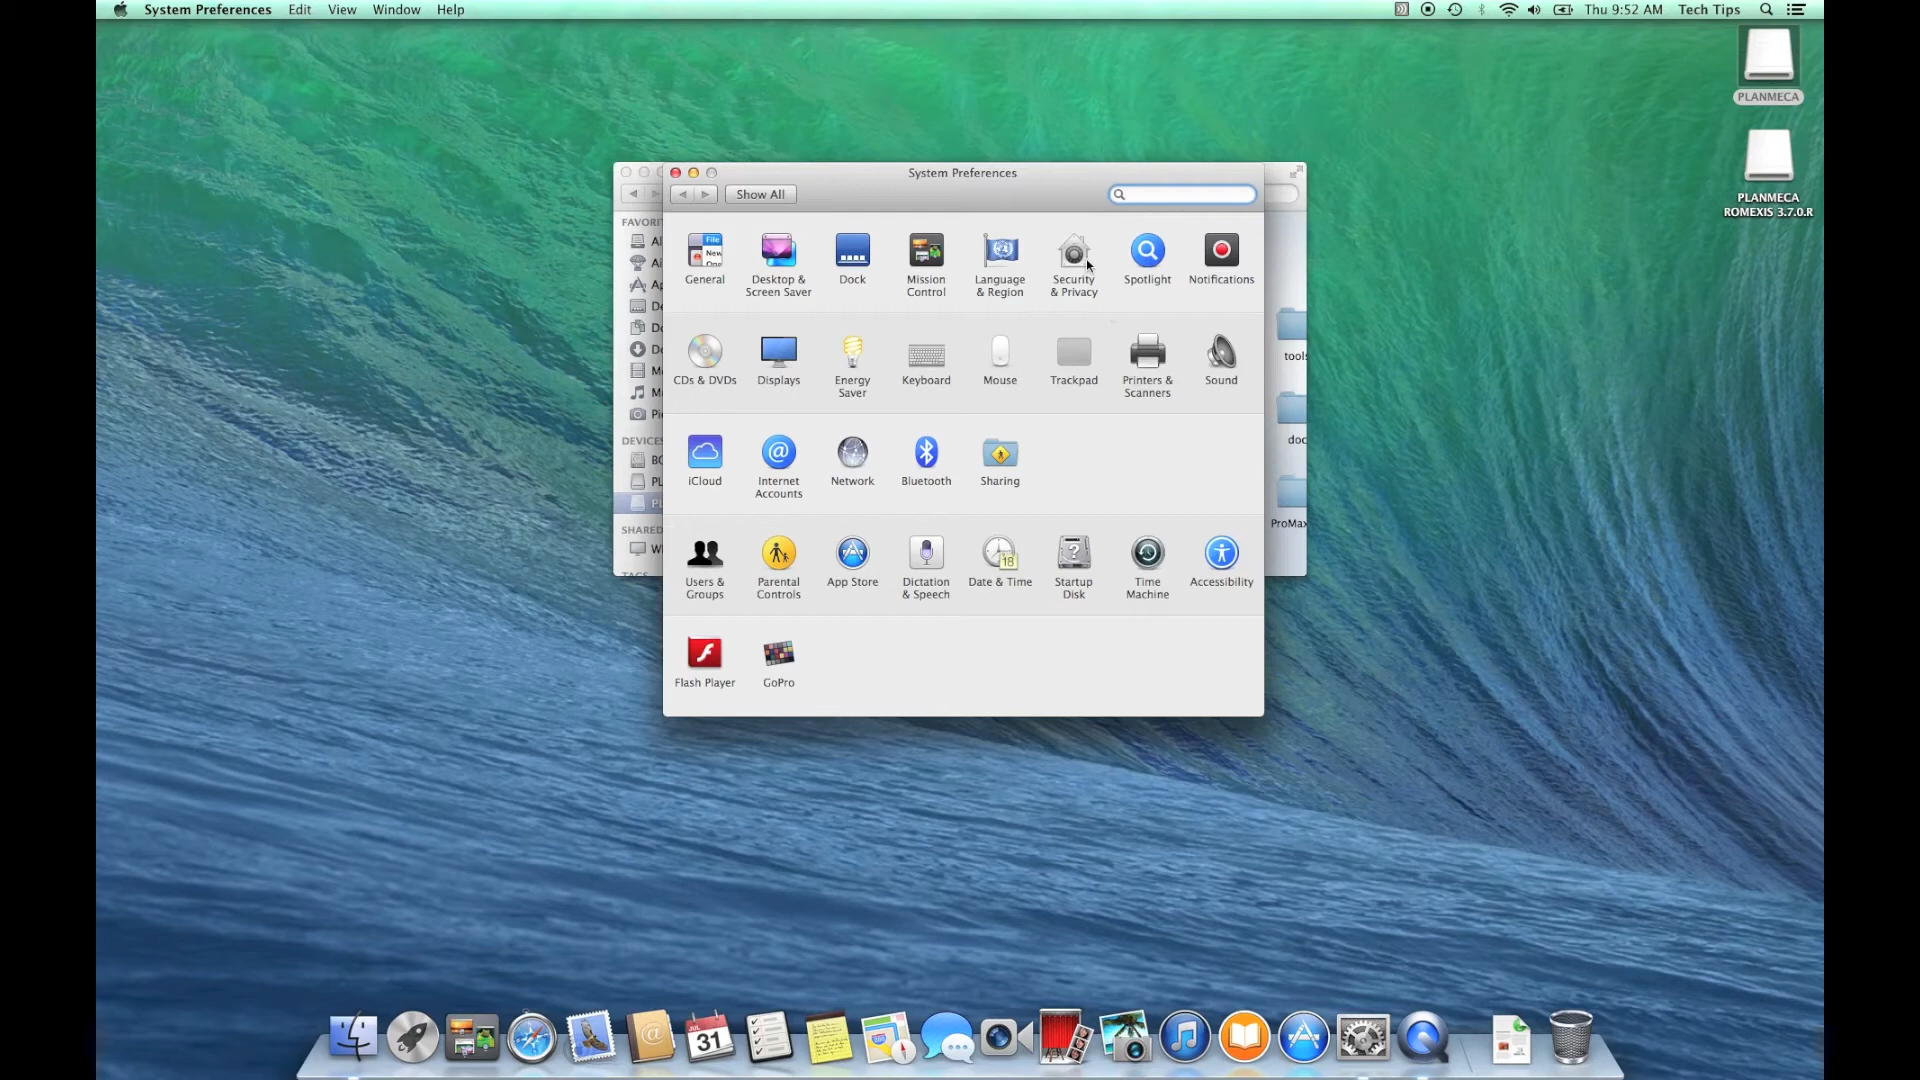 System Preferences Edit View Window Help
Thu 9:52 AM Tech Tips
PLANMECA
PLANMECA
ROMEXIS 3.7.0.R
System Preferences
Show All
FAVORI
General
Desktop &
Screen Saver
Dock
Mission
Control
Language
& Region
Security
& Privacy
Spotlight
Notifications
CDs & DVDs
Displays
Energy
Saver
Keyboard
Mouse
Trackpad
Printers &
Scanners
Sound
tools
DEVICES
doc
iCloud
Internet
Accounts
Network
Bluetooth
Sharing
ProMax
SHARED
Users &
Groups
Parental
Controls
App Store
Dictation
& Speech
Date & Time
18
Startup
Disk
Time
Machine
Accessibility
Flash Player
GoPro
JUL
31